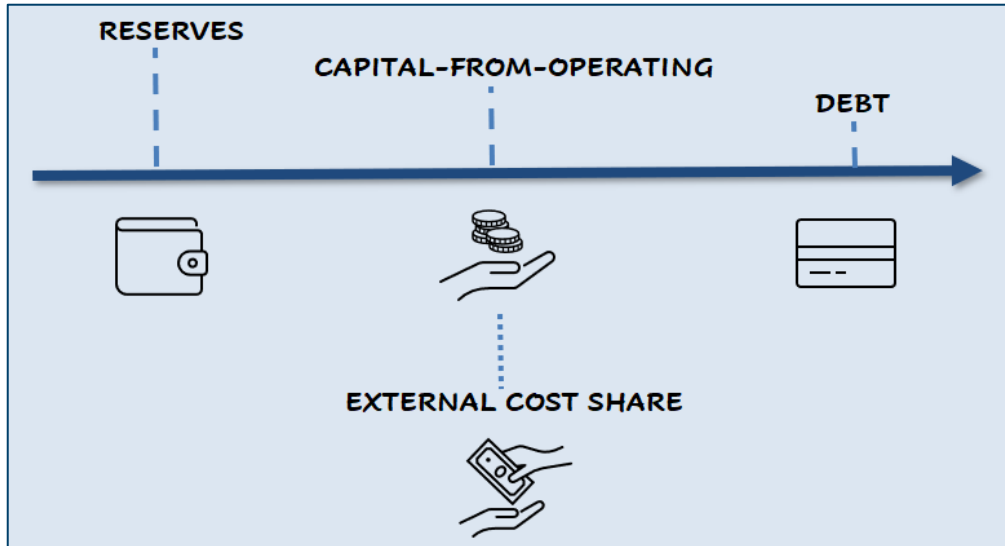 RESERVES
CAPITAL-FROM-OPERATING
DEBT
EXTERNAL COST SHARE